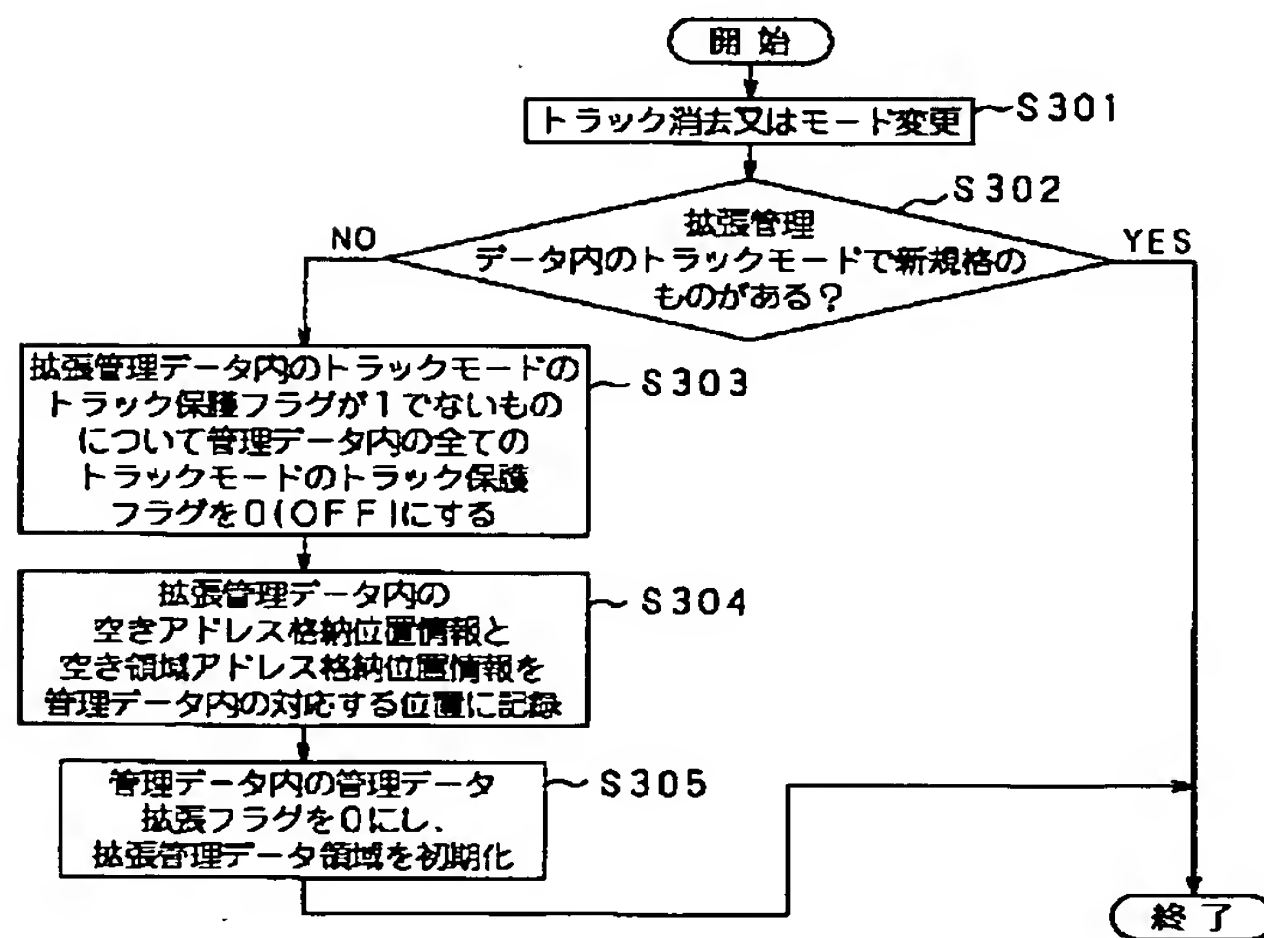 開始
トラック消去又はモード変更
S301
S302
拡張管理
データ内のトラックモードで新規格の
ものがある?
NO
YES
拡張管理データ内のトラックモードの
トラック保護フラグが1でないもの
について管理データ内の全ての
トラックモードのトラック保護
フラグを0(OFF)にする
S303
拡張管理データ内の
空きアドレス格納位置情報と
空き領域アドレス格納位置情報を
管理データ内の対応する位置に記録
S304
管理データ内の管理データ
拡張フラグを0にし、
拡張管理データ領域を初期化
S305
終了